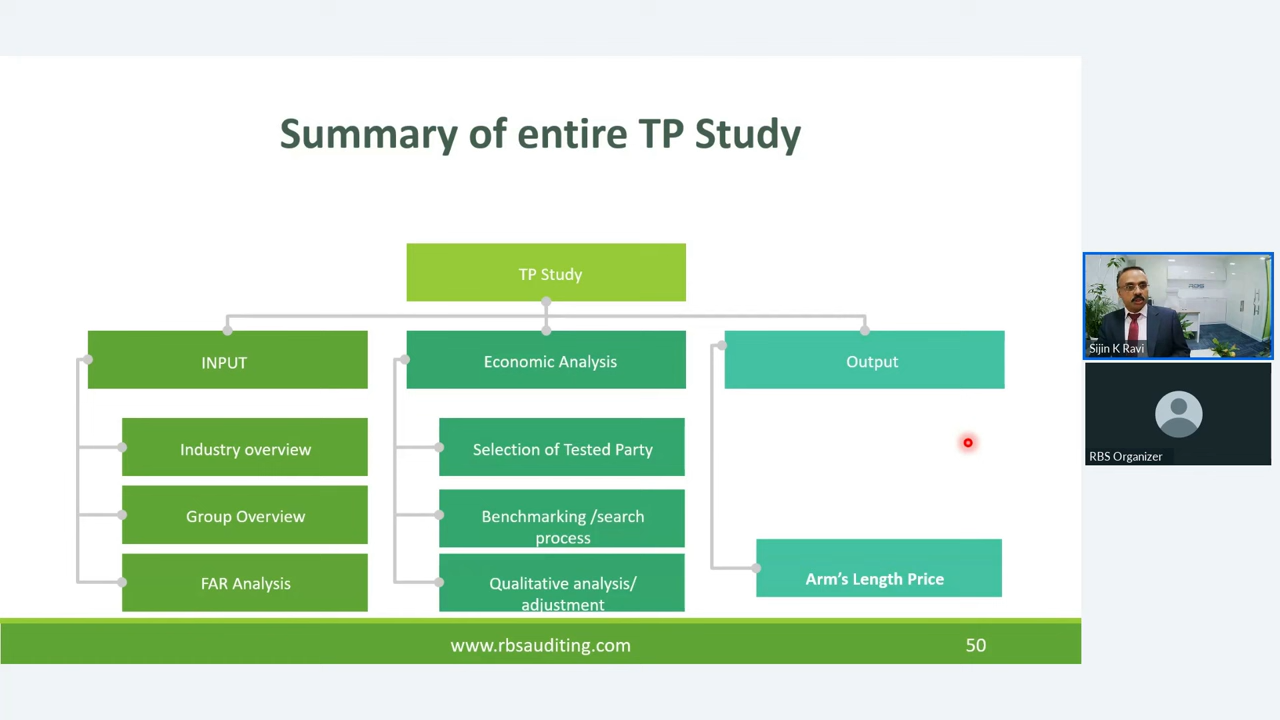 Summary of entire TP Study
TP Study
INPUT
Economic Analysis
Output
Industry overview
Group Overview
FAR Analysis
Selection of Tested Party
Benchmarking /search
process
Qualitative analysis/
adjustment
Arm's Length Price
www.rbsauditing.com
50
Sijin K Ravi
RBS Organizer